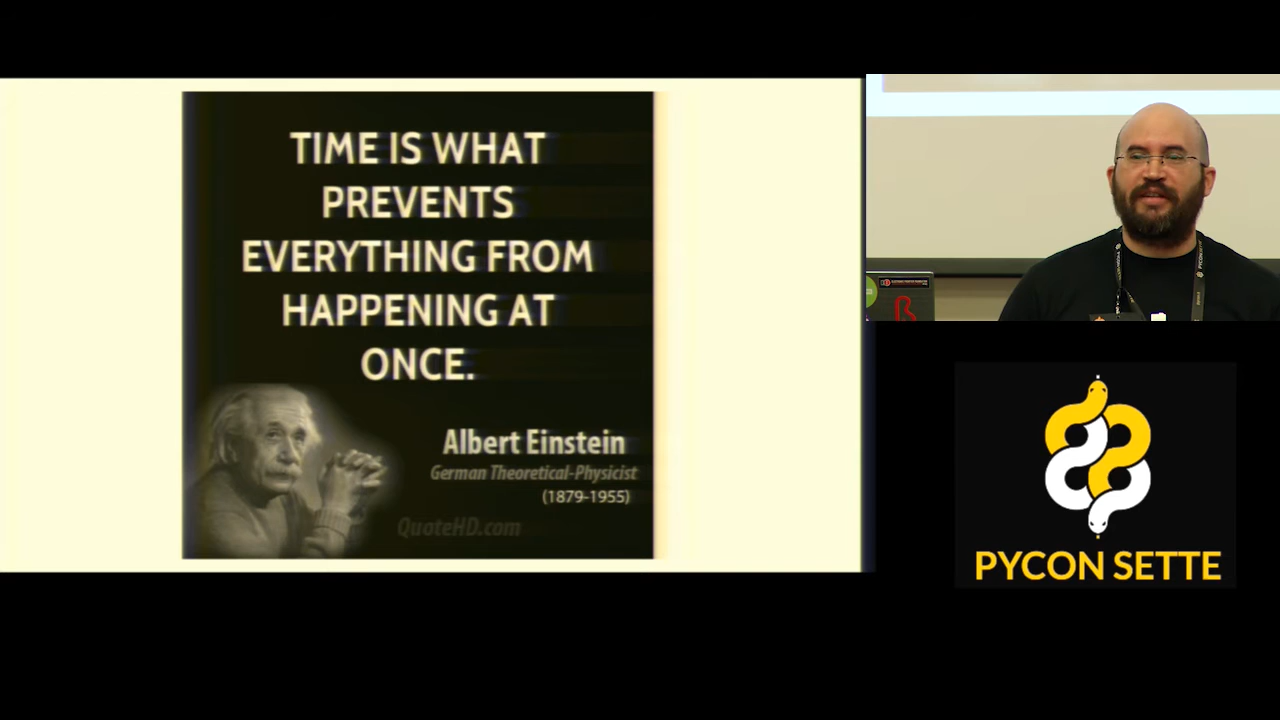 TIME IS WHAT
PREVENTS
EVERYTHING FROM
HAPPENING AT
ONCE.
Albert Einstein
German Theoretical-Physicist
(1879-1955)
QuoteHD.com
PYCON SETTE